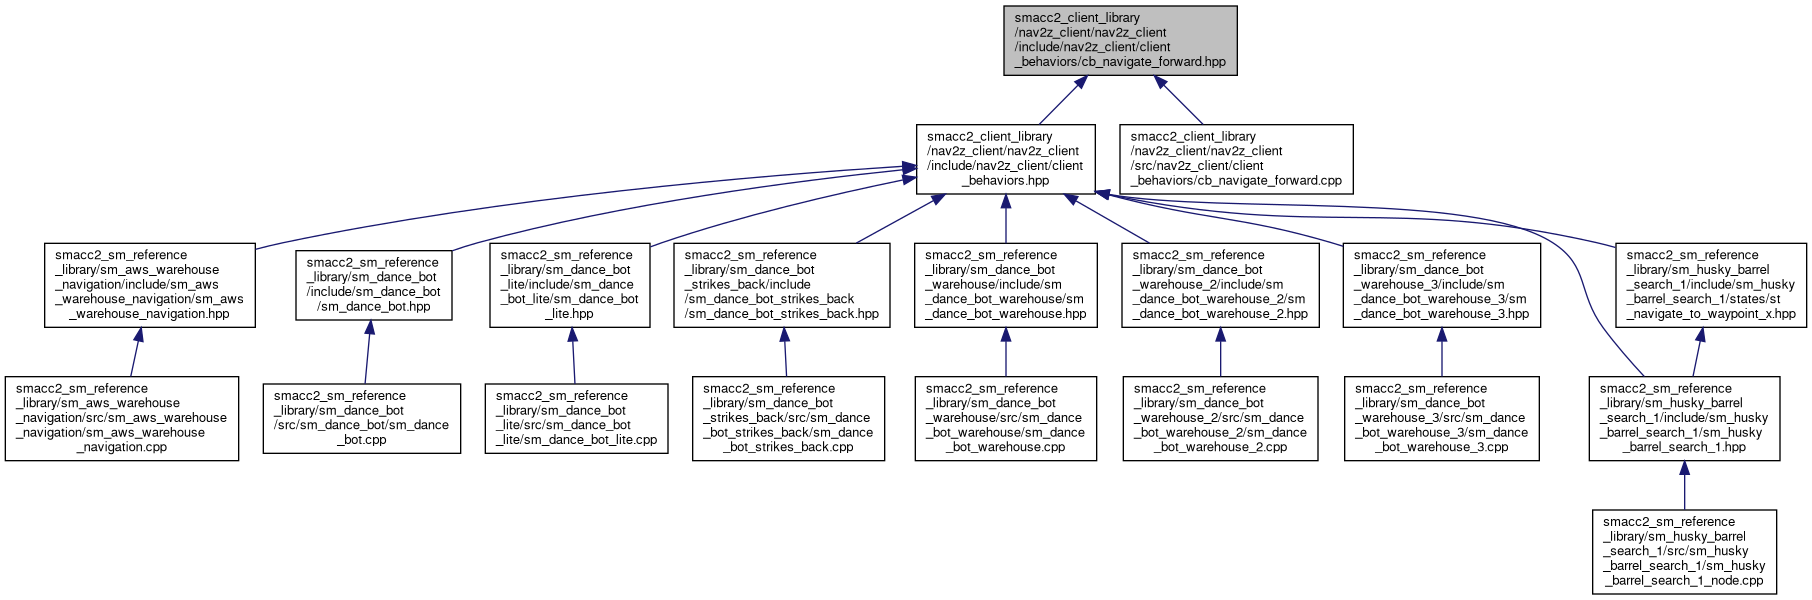 smacc2_client_library
/nav2z_client/nav2z_client
/include/nav2z_client/client
_behaviors/cb_navigate_forward.hpp
smacc2_client_library
/nav2z_client/nav2z_client
/include/nav2z_client/client
_behaviors.hpp
smacc2_client_library
/nav2z_client/nav2z_client
/src/nav2z_client/client
_behaviors/cb_navigate_forward.cpp
smacc2_sm_reference
_library/sm_aws_warehouse
_navigation/include/sm_aws
_warehouse_navigation/sm_aws
_warehouse_navigation.hpp
smacc2_sm_reference
_library/sm_dance_bot
/include/sm_dance_bot
/sm_dance_bot.hpp
smacc2_sm_reference
_library/sm_dance_bot
_lite/include/sm_dance
_bot_lite/sm_dance_bot
_lite.hpp
smacc2_sm_reference
_library/sm_dance_bot
_strikes_back/include
/sm_dance_bot_strikes_back
/sm_dance_bot_strikes_back.hpp
smacc2_sm_reference
_library/sm_dance_bot
_warehouse/include/sm
_dance_bot_warehouse/sm
_dance_bot_warehouse.hpp
smacc2_sm_reference
_library/sm_dance_bot
_warehouse_2/include/sm
_dance_bot_warehouse_2/sm
_dance_bot_warehouse_2.hpp
smacc2_sm_reference
_library/sm_dance_bot
_warehouse_3/include/sm
_dance_bot_warehouse_3/sm
_dance_bot_warehouse_3.hpp
smacc2_sm_reference
_library/sm_husky_barrel
_search_1/include/sm_husky
_barrel_search_1/states/st
_navigate_to_waypoint_x.hpp
smacc2_sm_reference
_library/sm_aws_warehouse
_navigation/src/sm_aws_warehouse
_navigation/sm_aws_warehouse
_navigation.cpp
smacc2_sm_reference
_library/sm_dance_bot
/src/sm_dance_bot/sm_dance
_bot.cpp
smacc2_sm_reference
_library/sm_dance_bot
_lite/src/sm_dance_bot
_lite/sm_dance_bot_lite.cpp
smacc2_sm_reference
_library/sm_dance_bot
_strikes_back/src/sm_dance
_bot_strikes_back/sm_dance
_bot_strikes_back.cpp
smacc2_sm_reference
_library/sm_dance_bot
_warehouse/src/sm_dance
_bot_warehouse/sm_dance
_bot_warehouse.cpp
smacc2_sm_reference
_library/sm_dance_bot
_warehouse_2/src/sm_dance
_bot_warehouse_2/sm_dance
_bot_warehouse_2.cpp
smacc2_sm_reference
_library/sm_dance_bot
_warehouse_3/src/sm_dance
_bot_warehouse_3/sm_dance
_bot_warehouse_3.cpp
smacc2_sm_reference
_library/sm_husky_barrel
_search_1/include/sm_husky
_barrel_search_1/sm_husky
_barrel_search_1.hpp
smacc2_sm_reference
_library/sm_husky_barrel
_search_1/src/sm_husky
_barrel_search_1/sm_husky
_barrel_search_1_node.cpp